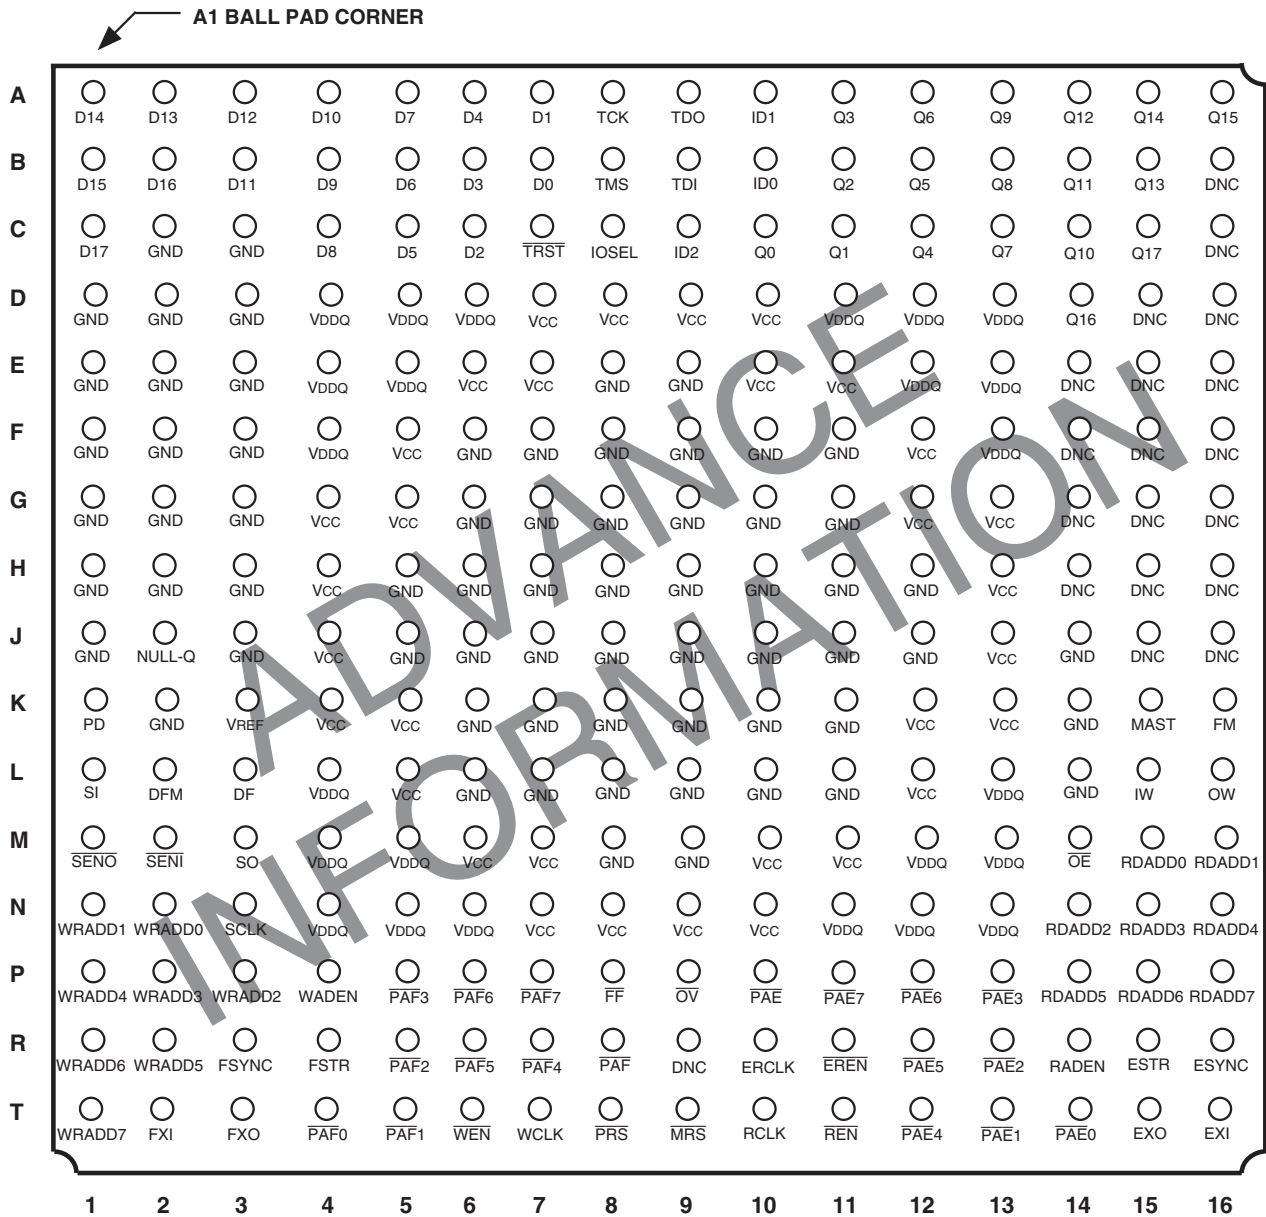 A1 BALL PAD CORNER
A
D14 D13 D12 D10 D7 D4 D1 TCK TDO ID1 Q3 Q6 Q9 Q12 Q14 Q15
B
D15 D16 D11 D9 D6 D3 D0 TMS TDI ID0 Q2 Q5 Q8 Q11 Q13 DNC
C
D17 GND GND D8 D5 D2 TRST IOSEL ID2 Q0 Q1 Q4 Q7 Q10 Q17 DNC
D
GND GND GND VDDQ VDDQ VDDQ VCC VCC VCC VCC VDDQ VDDQ VDDQ Q16 DNC DNC
E
GND GND GND VDDQ VDDQ VCC VCC GND GND VCC VCC VDDQ VDDQ DNC DNC DNC
F
GND GND GND VDDQ VCC GND GND GND GND GND GND VCC VDDQ DNC DNC DNC
G
GND GND GND VCC VCC GND GND GND GND GND GND VCC VCC DNC DNC DNC
H
GND GND GND VCC GND GND GND GND GND GND GND GND VCC DNC DNC DNC
J
GND NULL-Q GND VCC GND GND GND GND GND GND GND GND VCC GND DNC DNC
K
PD GND VREF VCC VCC GND GND GND GND GND GND VCC VCC GND MAST FM
L
SI DFM DF VDDQ VCC GND GND GND GND GND GND VCC VDDQ GND IW OW
M
SENO SENI SO VDDQ VDDQ VCC VCC GND GND VCC VCC VDDQ VDDQ OE RDADD0 RDADD1
N
WRADD1 WRADD0 SCLK VDDQ VDDQ VDDQ VCC VCC VCC VCC VDDQ VDDQ VDDQ RDADD2 RDADD3 RDADD4
P
WRADD4 WRADD3 WRADD2 WADEN PAF3 PAF6 PAF7 FF OV PAE PAE7 PAE6 PAE3 RDADD5 RDADD6 RDADD7
R
WRADD6 WRADD5 FSYNC FSTR PAF2 PAF5 PAF4 PAF DNC ERCLK EREN PAE5 PAE2 RADEN ESTR ESYNC
T
WRADD7 FXI FXO PAF0 PAF1 WEN WCLK PRS MRS RCLK REN PAE4 PAE1 PAE0 EXO EXI
1 2 3 4 5 6 7 8 9 10 11 12 13 14 15 16
ADVANCE
INFORMATION